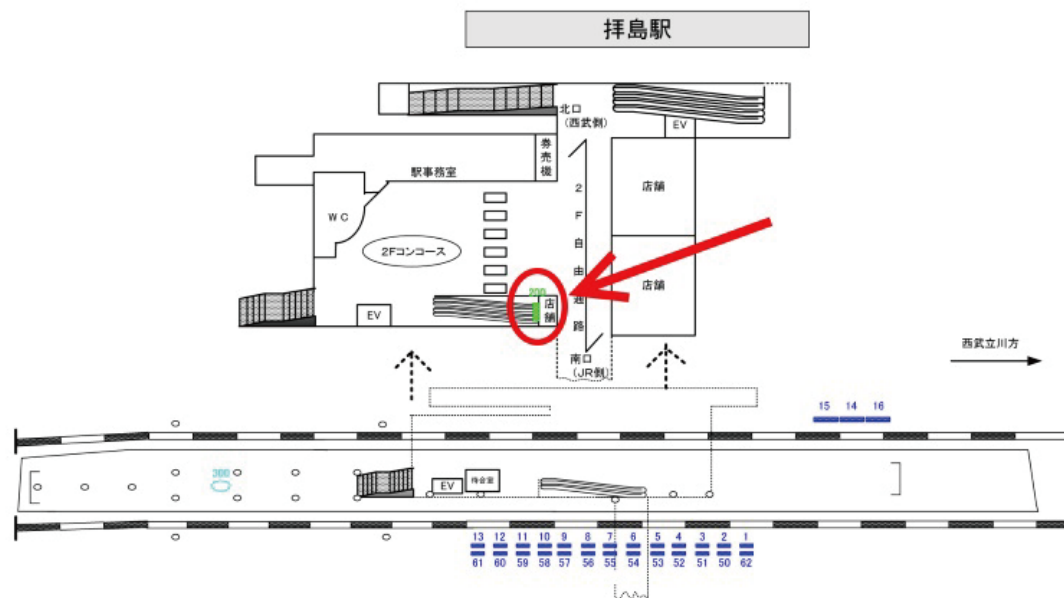 拝島駅
北口
(西武側)
EV
券売機
駅事務室
店舗
WC
2F自由通路
2Fコンコース
200
店舗
店舗
EV
南口
(JR側)
西武立川方
15 14 16
300
EV
待合室
13 12 11 10 9 8 7 6 5 4 3 2 1
61 60 59 58 57 56 55 54 53 52 51 50 62